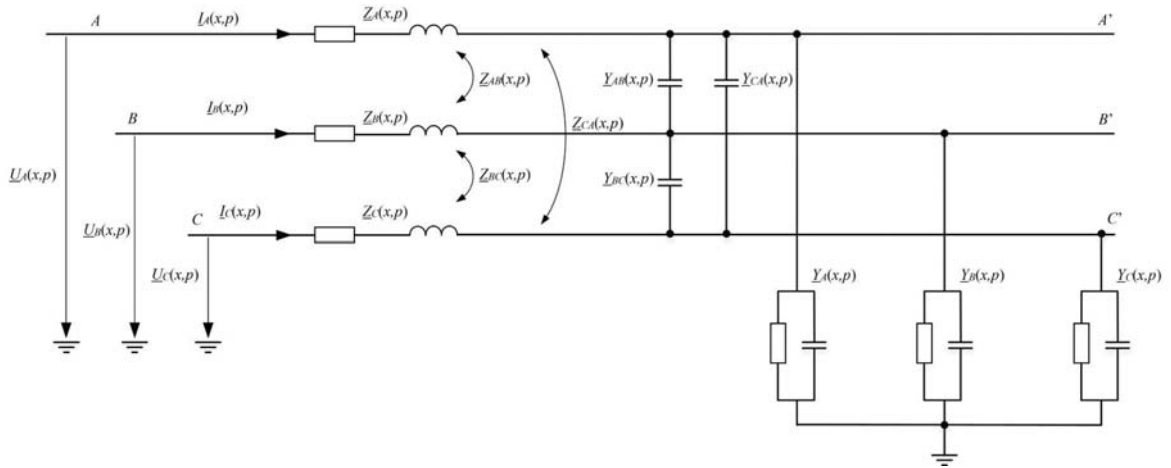 A
I_A(x,p)
Z_A(x,p)
A'
Z_AB(x,p)
Y_AB(x,p)
Y_CA(x,p)
B
I_B(x,p)
Z_B(x,p)
Z_CA(x,p)
B'
U_A(x,p)
Z_BC(x,p)
Y_BC(x,p)
C
I_C(x,p)
Z_C(x,p)
C'
U_B(x,p)
U_C(x,p)
Y_A(x,p)
Y_B(x,p)
Y_C(x,p)